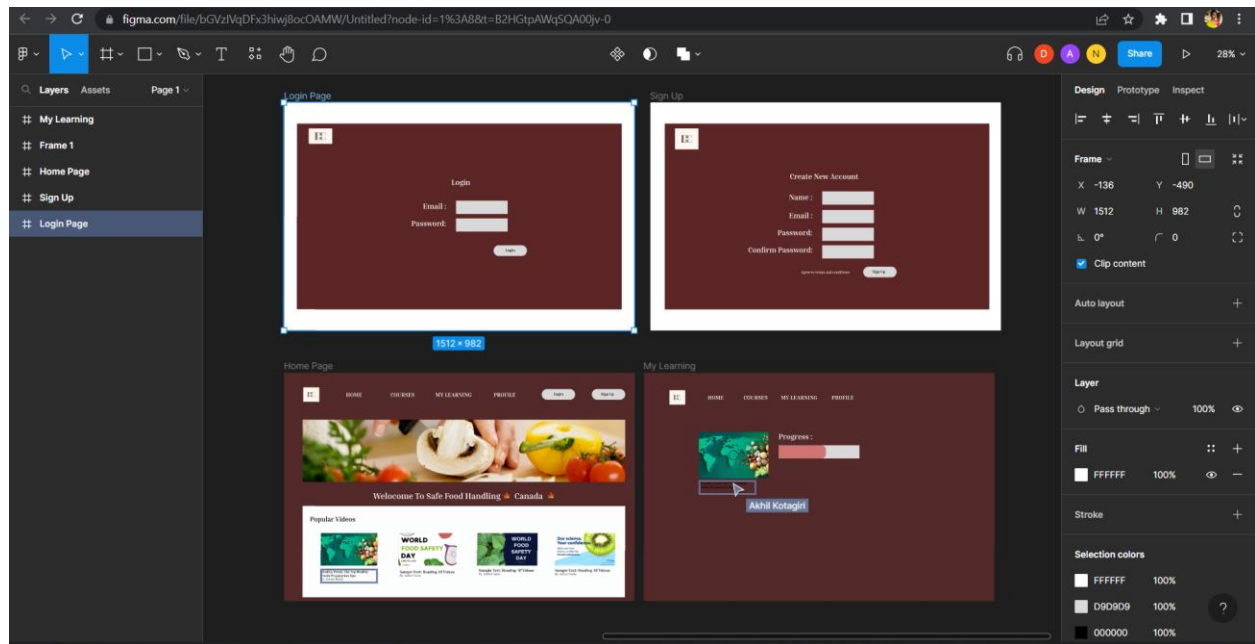 figma.com/file/bGVzIVqDFx3hiwj8ocOAMW/Untitled?node-id=1%3A8&t=B2HGtpAWqSQA00jv-0
D A N Share 28%
Layers Assets Page 1
My Learning
Frame 1
Home Page
Sign Up
Login Page
Login Page
Login
Email :
Password:
Login
1512 × 982
Sign Up
Create New Account
Name :
Email :
Password:
Confirm Password:
Sign Up
Home Page
HOME COURSES MY LEARNING PROFILE Login Sign Up
Welocome To Safe Food Handling Canada
Popular Videos
WORLD
FOOD SAFETY
DAY
WORLD
FOOD
SAFETY
DAY
My Learning
HOME COURSES MY LEARNING PROFILE
Progress :
Akhil Kotagiri
Design Prototype Inspect
Frame
X -136 Y -490
W 1512 H 982
0° 0
Clip content
Auto layout
Layout grid
Layer
Pass through 100%
Fill
FFFFFF 100%
Stroke
Selection colors
FFFFFF 100%
D9D9D9 100%
000000 100%
?